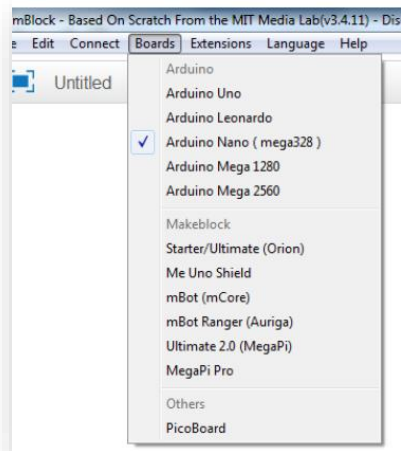 mBlock - Based On Scratch From the MIT Media Lab(v3.4.11) - Dis
Edit Connect Boards Extensions Language Help
Untitled
Arduino
Arduino Uno
Arduino Leonardo
Arduino Nano ( mega328 )
Arduino Mega 1280
Arduino Mega 2560
Makeblock
Starter/Ultimate (Orion)
Me Uno Shield
mBot (mCore)
mBot Ranger (Auriga)
Ultimate 2.0 (MegaPi)
MegaPi Pro
Others
PicoBoard